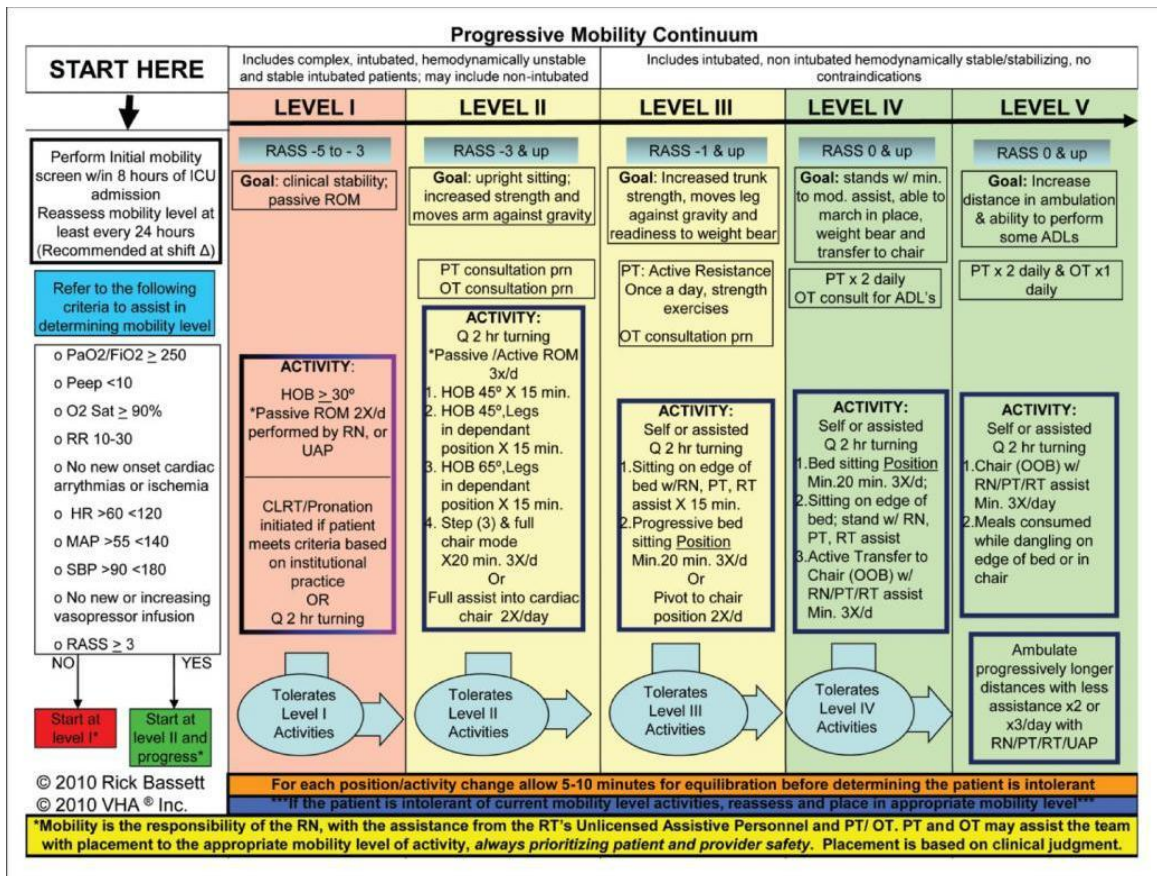 Progressive Mobility Continuum
START HERE
Includes complex, intubated, hemodynamically unstable
and stable intubated patients; may include non-intubated
Includes intubated, non intubated hemodynamically stable/stabilizing, no
contraindications
Perform Initial mobility
screen w/in 8 hours of ICU
admission
Reassess mobility level at
least every 24 hours
(Recommended at shift Δ)
Refer to the following
criteria to assist in
determining mobility level
o PaO2/FiO2 ≥ 250
o Peep <10
o O2 Sat ≥ 90%
o RR 10-30
o No new onset cardiac
arrythmias or ischemia
o HR >60 <120
o MAP >55 <140
o SBP >90 <180
o No new or increasing
vasopressor infusion
o RASS ≥ 3
NO
YES
Start at
level I*
Start at
level II and
progress*
LEVEL I
RASS -5 to - 3
Goal: clinical stability;
passive ROM
ACTIVITY:
HOB ≥ 30º
*Passive ROM 2X/d
performed by RN, or
UAP
CLRT/Pronation
initiated if patient
meets criteria based
on institutional
practice
OR
Q 2 hr turning
Tolerates
Level I
Activities
LEVEL II
RASS -3 & up
Goal: upright sitting;
increased strength and
moves arm against gravity
PT consultation prn
OT consultation prn
ACTIVITY:
Q 2 hr turning
*Passive /Active ROM
3x/d
1. HOB 45º X 15 min.
2. HOB 45º,Legs
in dependant
position X 15 min.
3. HOB 65º,Legs
in dependant
position X 15 min.
4. Step (3) & full
chair mode
X20 min. 3X/d
Or
Full assist into cardiac
chair 2X/day
Tolerates
Level II
Activities
LEVEL III
RASS -1 & up
Goal: Increased trunk
strength, moves leg
against gravity and
readiness to weight bear
PT: Active Resistance
Once a day, strength
exercises
OT consultation prn
ACTIVITY:
Self or assisted
Q 2 hr turning
1.Sitting on edge of
bed w/RN, PT, RT
assist X 15 min.
2.Progressive bed
sitting Position
Min.20 min. 3X/d
Or
Pivot to chair
position 2X/d
Tolerates
Level III
Activities
LEVEL IV
RASS 0 & up
Goal: stands w/ min.
to mod. assist, able to
march in place,
weight bear and
transfer to chair
PT x 2 daily
OT consult for ADL's
ACTIVITY:
Self or assisted
Q 2 hr turning
1.Bed sitting Position
Min.20 min. 3X/d;
2.Sitting on edge of
bed; stand w/ RN,
PT, RT assist
3.Active Transfer to
Chair (OOB) w/
RN/PT/RT assist
Min. 3X/d
Tolerates
Level IV
Activities
LEVEL V
RASS 0 & up
Goal: Increase
distance in ambulation
& ability to perform
some ADLs
PT x 2 daily & OT x1
daily
ACTIVITY:
Self or assisted
Q 2 hr turning
1.Chair (OOB) w/
RN/PT/RT assist
Min. 3X/day
2.Meals consumed
while dangling on
edge of bed or in
chair
Ambulate
progressively longer
distances with less
assistance x2 or
x3/day with
RN/PT/RT/UAP
© 2010 Rick Bassett
© 2010 VHA ® Inc.
For each position/activity change allow 5-10 minutes for equilibration before determining the patient is intolerant
***If the patient is intolerant of current mobility level activities, reassess and place in appropriate mobility level***
*Mobility is the responsibility of the RN, with the assistance from the RT's Unlicensed Assistive Personnel and PT/ OT. PT and OT may assist the team
with placement to the appropriate mobility level of activity, always prioritizing patient and provider safety. Placement is based on clinical judgment.